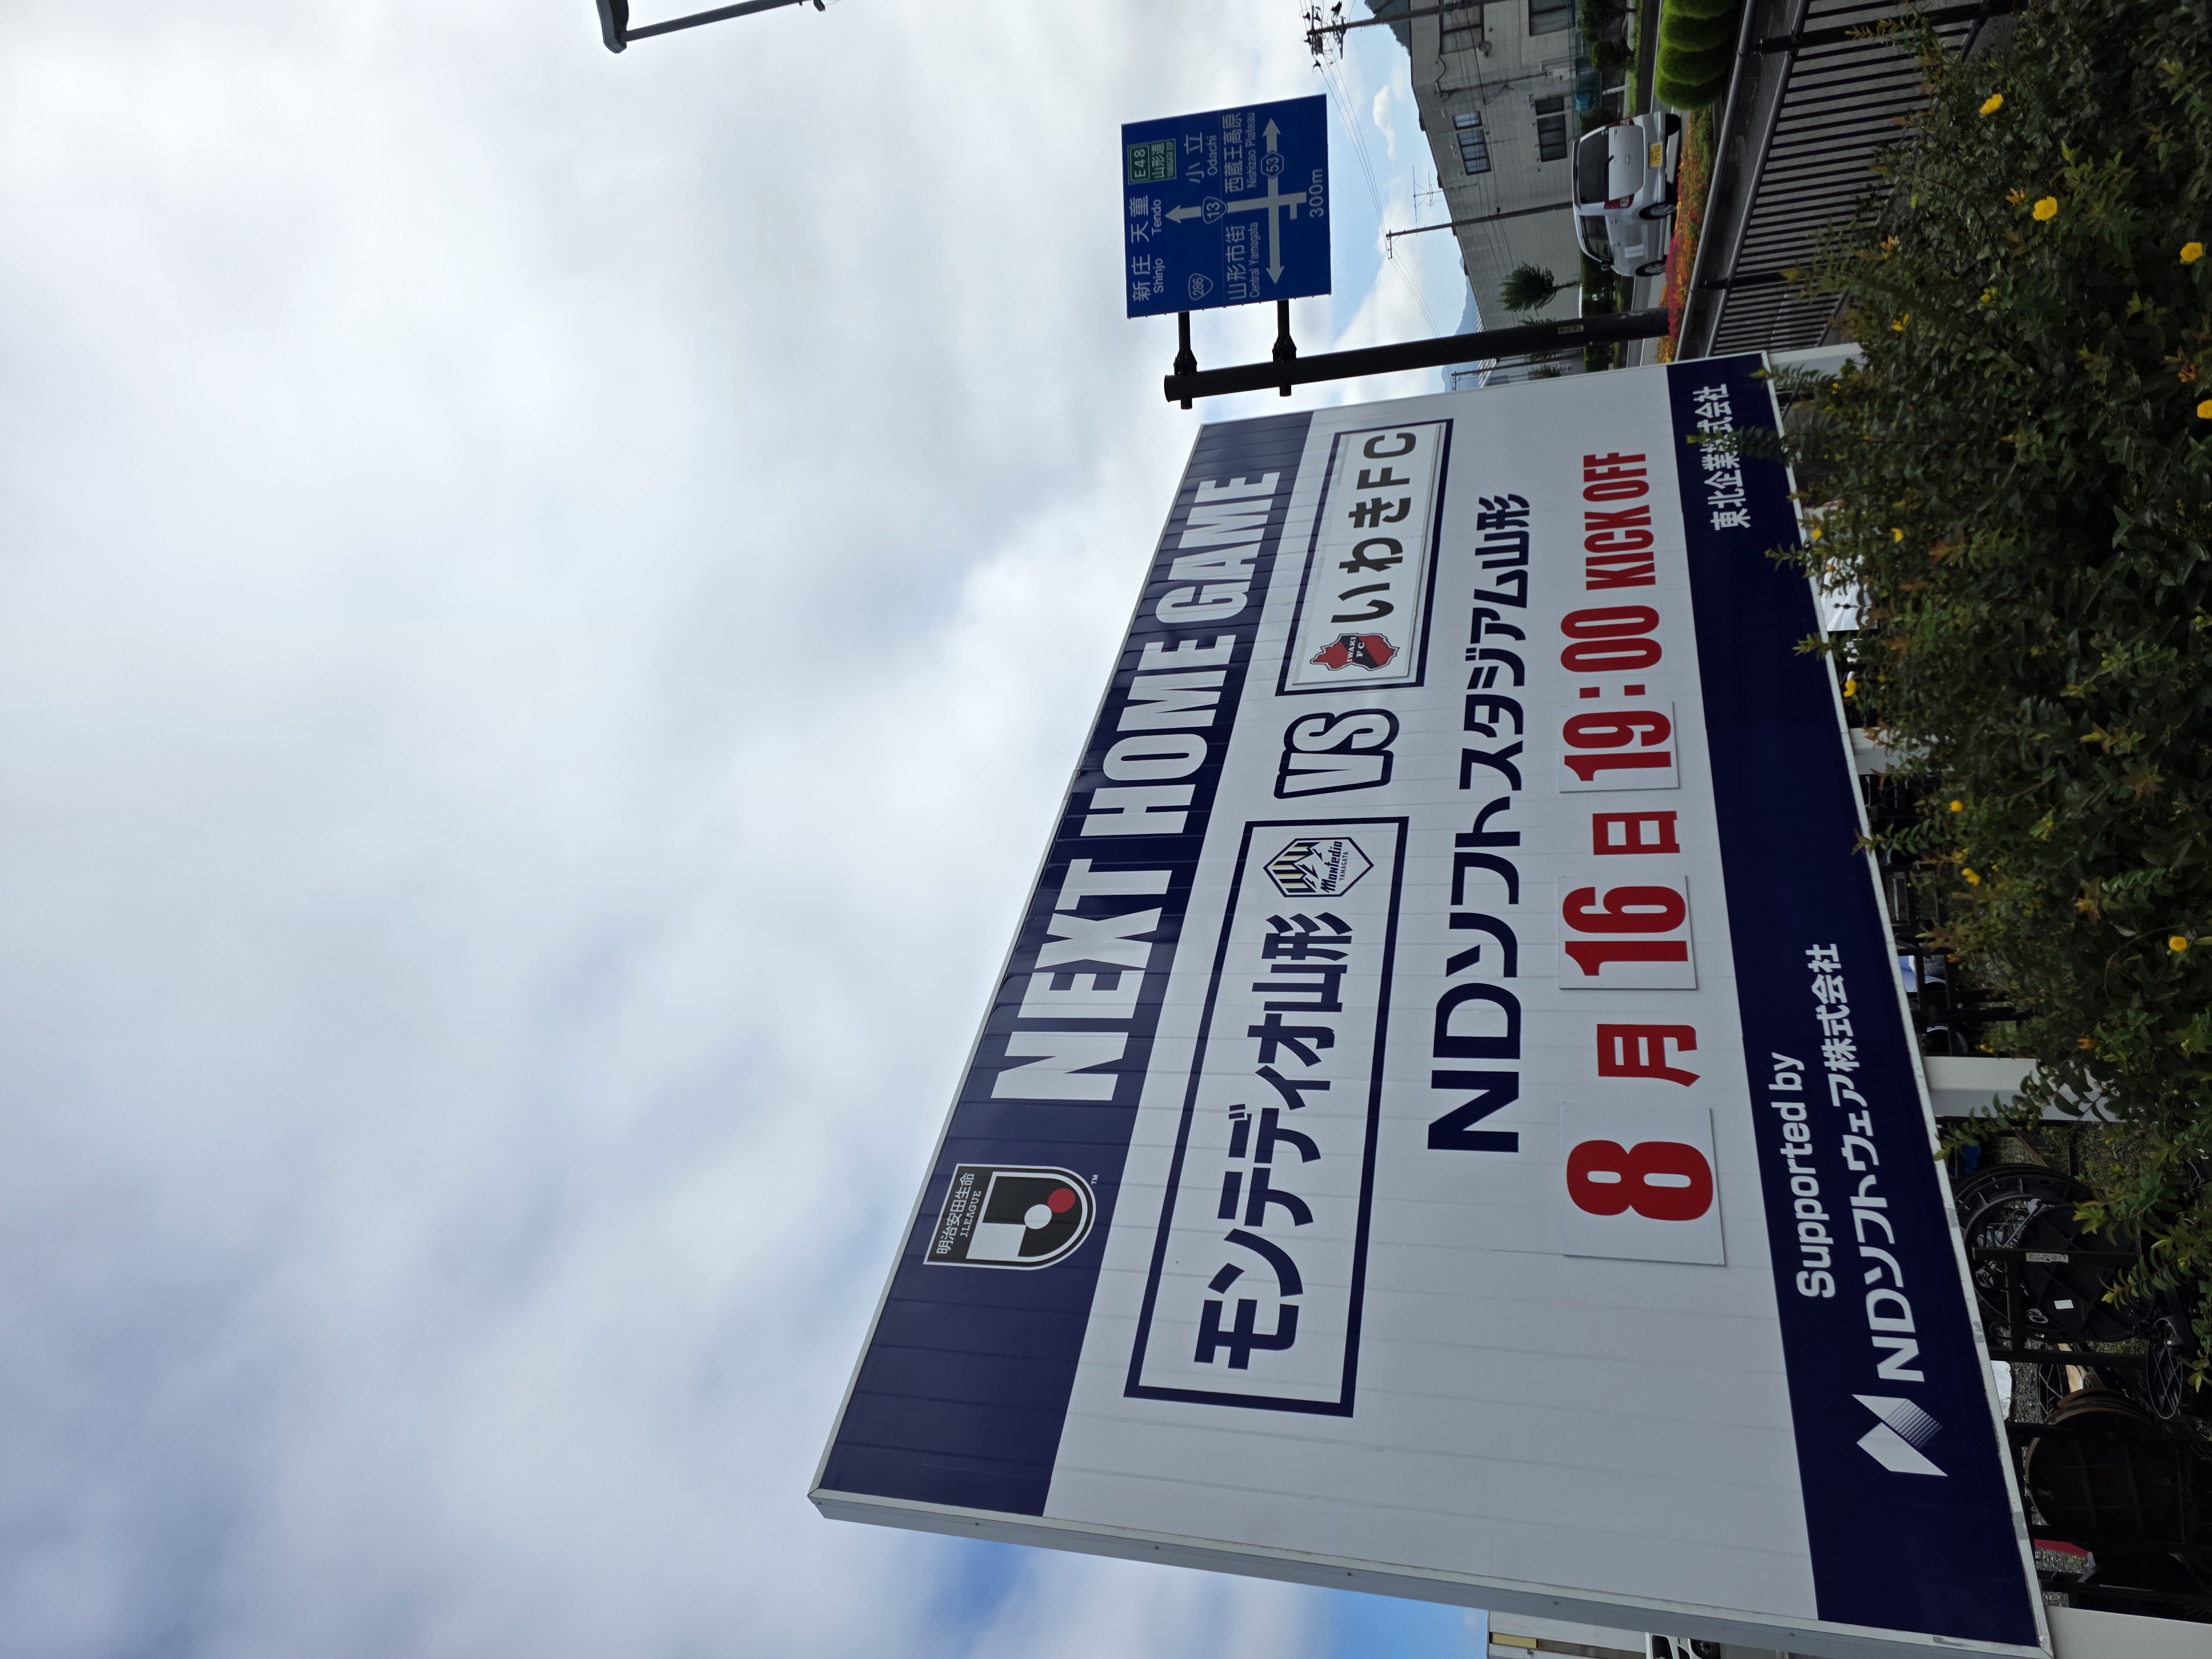 明治安田生命
J.LEAGUE
TM
NEXT HOME GAME
モンテディオ山形
Montedio
YAMAGATA
VS
IWAKI
FC
いわきFC
NDソフトスタジアム山形
8月16日 19:00 KICK OFF
Supported by
NDソフトウェア株式会社
東北企業株式会社
新庄 天童
Shinjo Tendo
E48
山形道
286
13
小立
Odachi
山形市街
Central Yamagata
西蔵王高原
Nishizao Plateau
53
300m